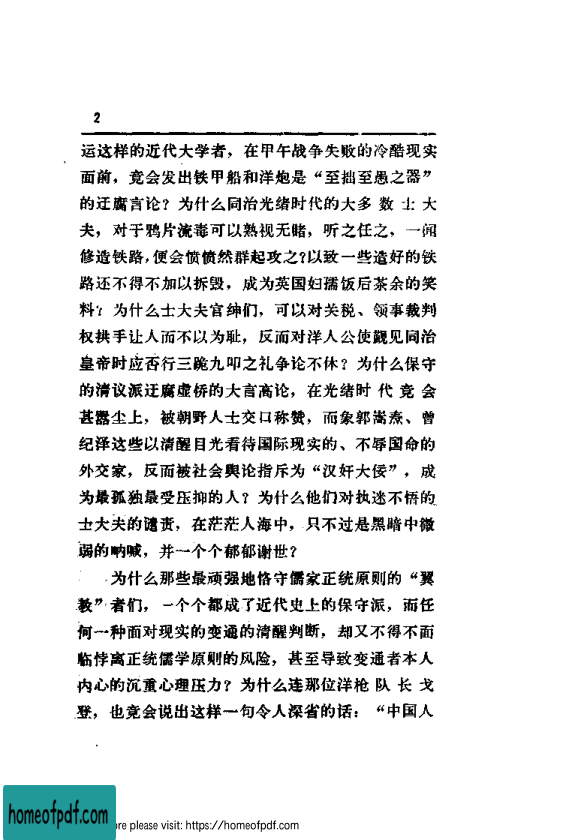 2
运这样的近代大学者，在甲午战争失败的冷酷现实
面前，竟会发出铁甲船和洋炮是“至拙至愚之器”
的迂腐言论？为什么同治光绪时代的大多数士大
夫，对于鸦片流毒可以熟视无睹，听之任之，一闻
修造铁路，便会愤愤然群起攻之？以致一些造好的铁
路还不得不加以拆毁，成为英国妇孺饭后茶余的笑
料？为什么士大夫官绅们，可以对关税、领事裁判
权拱手让人而不以为耻，反而对洋人公使觐见同治
皇帝时应否行三跪九叩之礼争论不休？为什么保守
的清议派迂腐虚骄的大言高论，在光绪时代竟会
甚嚣尘上，被朝野人士交口称赞，而象郭嵩焘、曾
纪泽这些以清醒目光看待国际现实的、不辱国命的
外交家，反而被社会舆论指斥为“汉奸大佞”，成
为最孤独最受压抑的人？为什么他们对执迷不悟的
士大夫的谴责，在茫茫人海中，只不过是黑暗中微
弱的呐喊，并一个个郁郁谢世？
为什么那些最顽强地恪守儒家正统原则的“翼
教”者们，一个个都成了近代史上的保守派，而任
何一种面对现实的变通的清醒判断，却又不得不面
临悖离正统儒学原则的风险，甚至导致变通者本人
内心的沉重心理压力？为什么连那位洋枪队长戈
登，也竟会说出这样一句令人深省的话：“中国人
homeofpdf.com
re please visit: https://homeofpdf.com